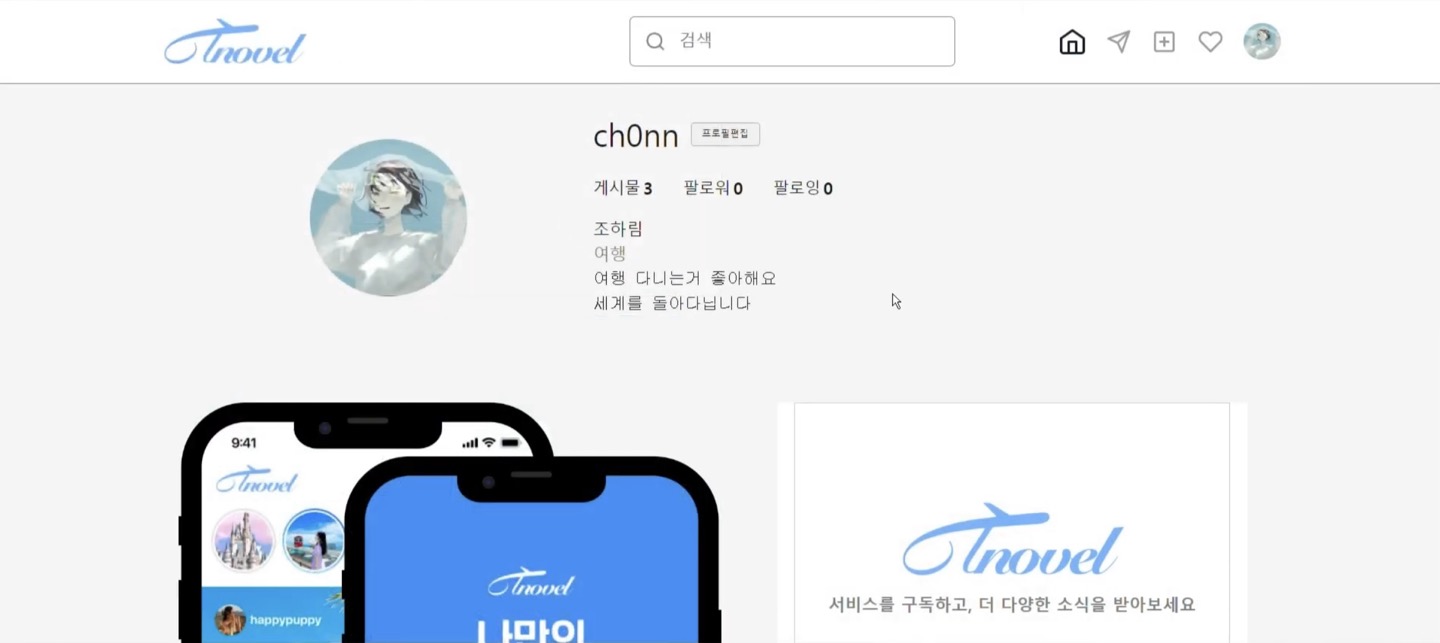 Tnovel
검색
ch0nn 프로필편집
게시물 3 팔로워 0 팔로잉 0
조하림
여행
여행 다니는거 좋아해요
세계를 돌아다닙니다
9:41
Tnovel
happypuppy
Tnovel
나만의
Tnovel
서비스를 구독하고, 더 다양한 소식을 받아보세요